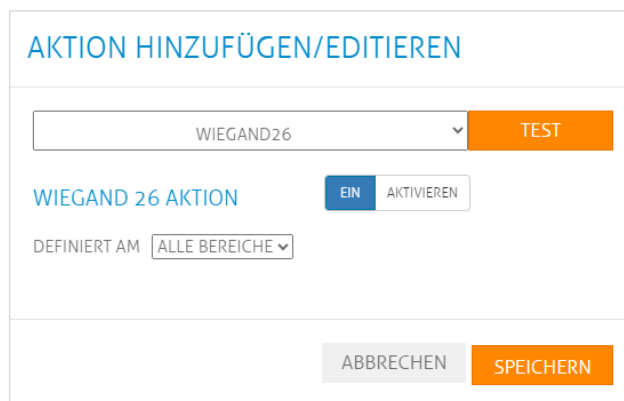 AKTION HINZUFÜGEN/EDITIEREN
WIEGAND26 TEST
WIEGAND 26 AKTION EIN AKTIVIEREN
DEFINIERT AM ALLE BEREICHE
ABBRECHEN SPEICHERN